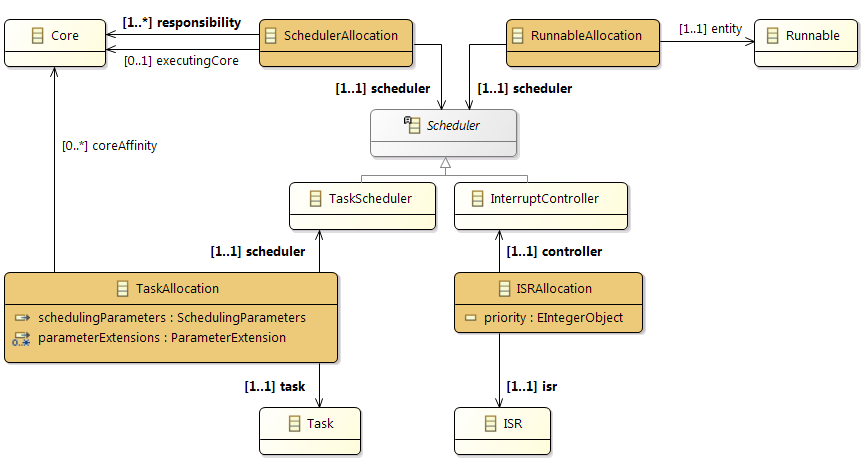 [1..*] responsibility
Core
SchedulerAllocation
RunnableAllocation
[1..1] entity
Runnable
[0..1] executingCore
[1..1] scheduler
[1..1] scheduler
Scheduler
[0..*] coreAffinity
TaskScheduler
InterruptController
[1..1] scheduler
[1..1] controller
TaskAllocation
schedulingParameters : SchedulingParameters
0..* parameterExtensions : ParameterExtension
ISRAllocation
priority : EIntegerObject
[1..1] task
[1..1] isr
Task
ISR